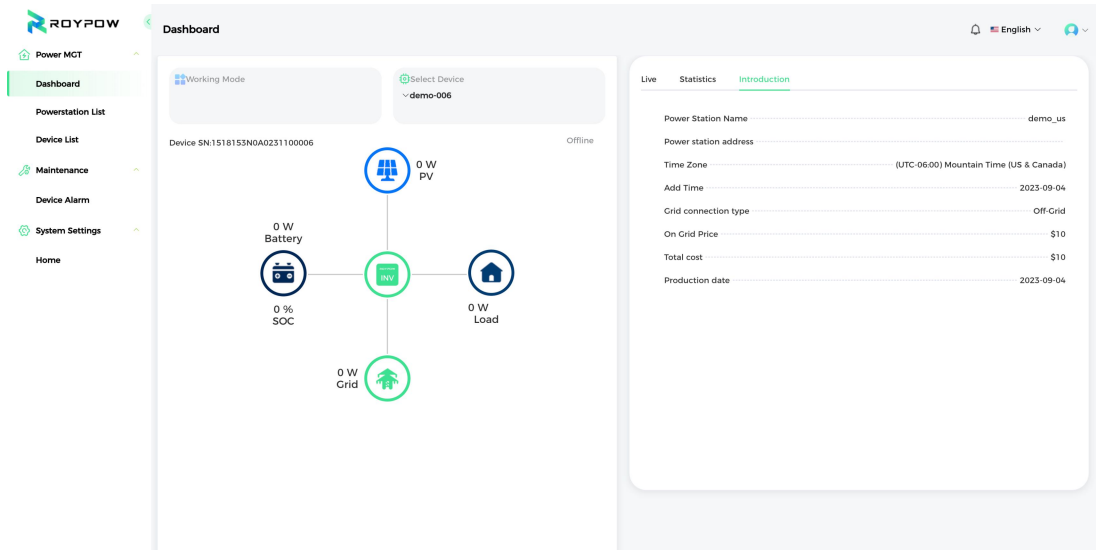 ROYPOW
Dashboard
English
Power MGT
Dashboard
Powerstation List
Device List
Maintenance
Device Alarm
System Settings
Home
Working Mode
Select Device
demo-006
Device SN:1518153N0A0231100006
Offline
0 W
PV
0 W
Battery
INV
0 %
SOC
0 W
Load
0 W
Grid
Live Statistics Introduction
Power Station Name demo_us
Power station address
Time Zone (UTC-06:00) Mountain Time (US & Canada)
Add Time 2023-09-04
Grid connection type Off-Grid
On Grid Price $10
Total cost $10
Production date 2023-09-04